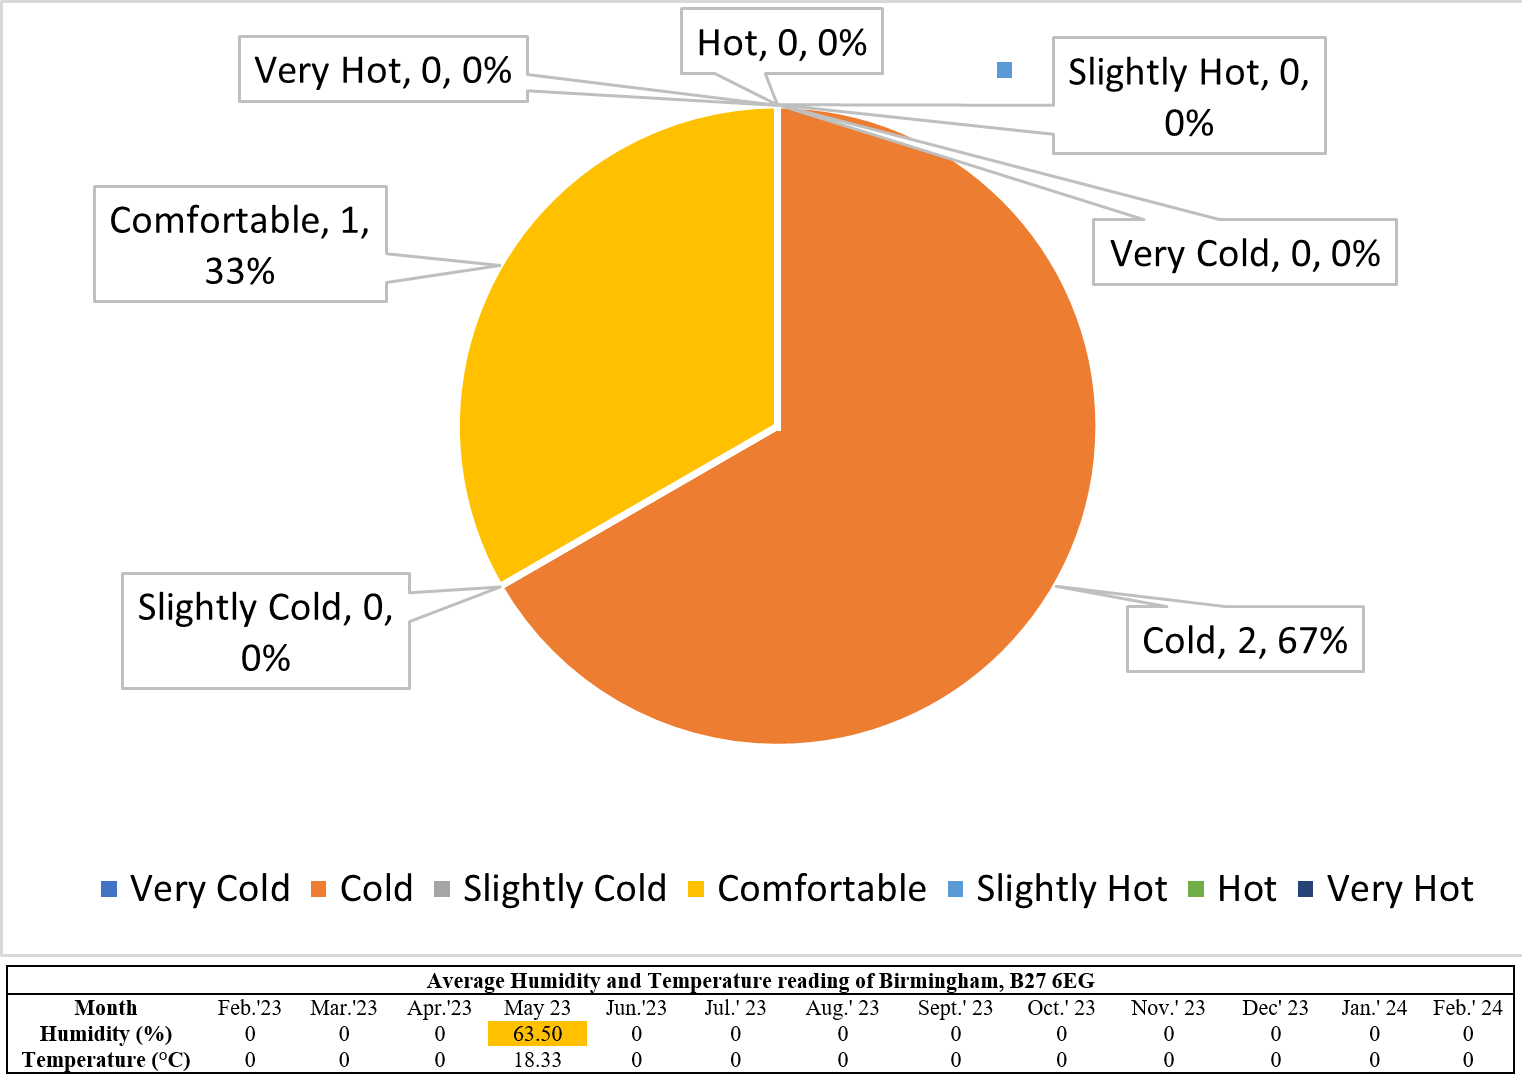 Hot, 0, 0%
Very Hot, 0, 0%
Slightly Hot, 0,
0%
Comfortable, 1,
33%
Very Cold, 0, 0%
Slightly Cold, 0,
0%
Cold, 2, 67%
Very Cold Cold Slightly Cold Comfortable Slightly Hot Hot Very Hot
Average Humidity and Temperature reading of Birmingham, B27 6EG
Month Feb.'23 Mar.'23 Apr.'23 May 23 Jun.'23 Jul.' 23 Aug.' 23 Sept.' 23 Oct.' 23 Nov.' 23 Dec' 23 Jan.' 24 Feb.' 24
Humidity (%) 0 0 0 63.50 0 0 0 0 0 0 0 0 0
Temperature (°C) 0 0 0 18.33 0 0 0 0 0 0 0 0 0